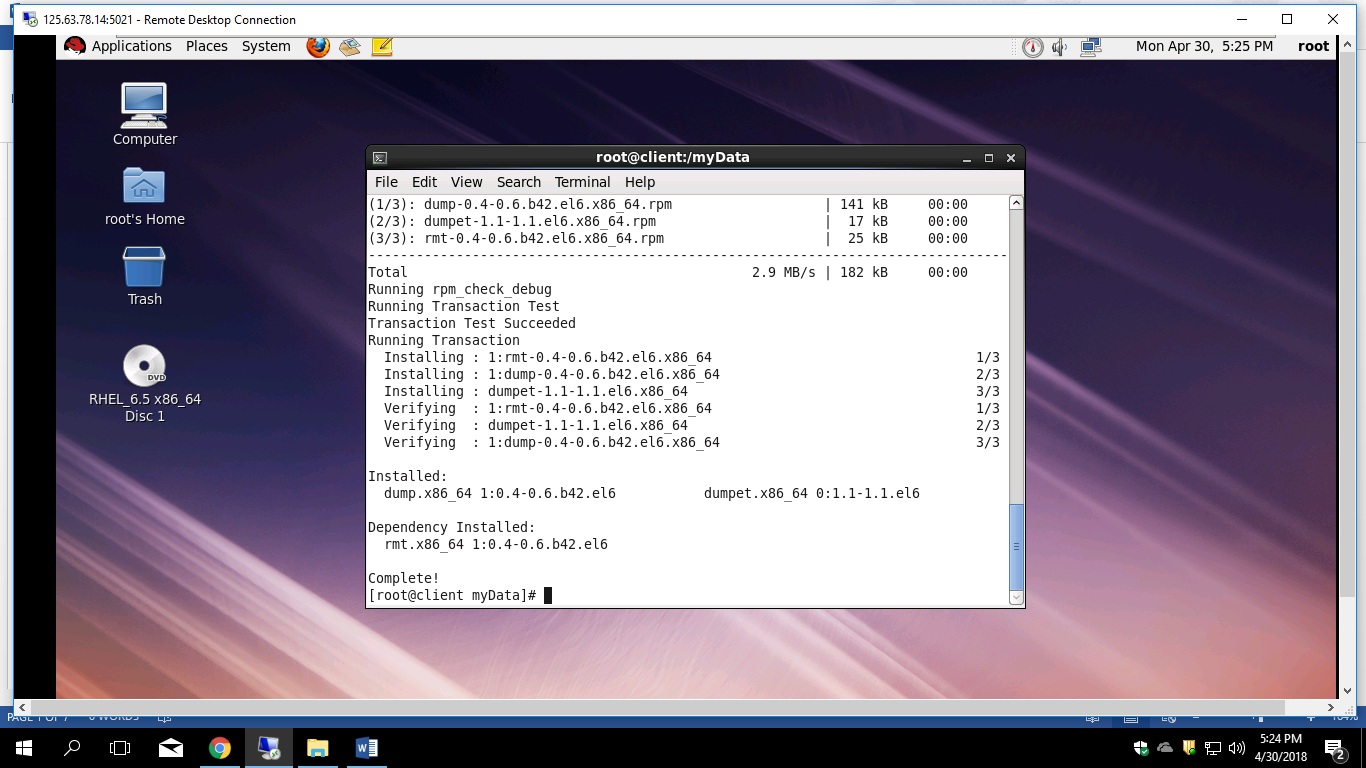 125.63.78.14:5021 - Remote Desktop Connection
Applications Places System Mon Apr 30, 5:25 PM root
Computer
root's Home
Trash
DVD
RHEL_6.5 x86_64
Disc 1
root@client:/myData
File Edit View Search Terminal Help
(1/3): dump-0.4-0.6.b42.el6.x86_64.rpm | 141 kB 00:00
(2/3): dumpet-1.1-1.1.el6.x86_64.rpm | 17 kB 00:00
(3/3): rmt-0.4-0.6.b42.el6.x86_64.rpm | 25 kB 00:00
--------------------------------------------------------------------------------
Total 2.9 MB/s | 182 kB 00:00
Running rpm_check_debug
Running Transaction Test
Transaction Test Succeeded
Running Transaction
Installing : 1:rmt-0.4-0.6.b42.el6.x86_64 1/3
Installing : 1:dump-0.4-0.6.b42.el6.x86_64 2/3
Installing : dumpet-1.1-1.1.el6.x86_64 3/3
Verifying : 1:rmt-0.4-0.6.b42.el6.x86_64 1/3
Verifying : dumpet-1.1-1.1.el6.x86_64 2/3
Verifying : 1:dump-0.4-0.6.b42.el6.x86_64 3/3
Installed:
dump.x86_64 1:0.4-0.6.b42.el6 dumpet.x86_64 0:1.1-1.1.el6
Dependency Installed:
rmt.x86_64 1:0.4-0.6.b42.el6
Complete!
[root@client myData]#
PAGE 1 OF 7
5:24 PM
4/30/2018
2